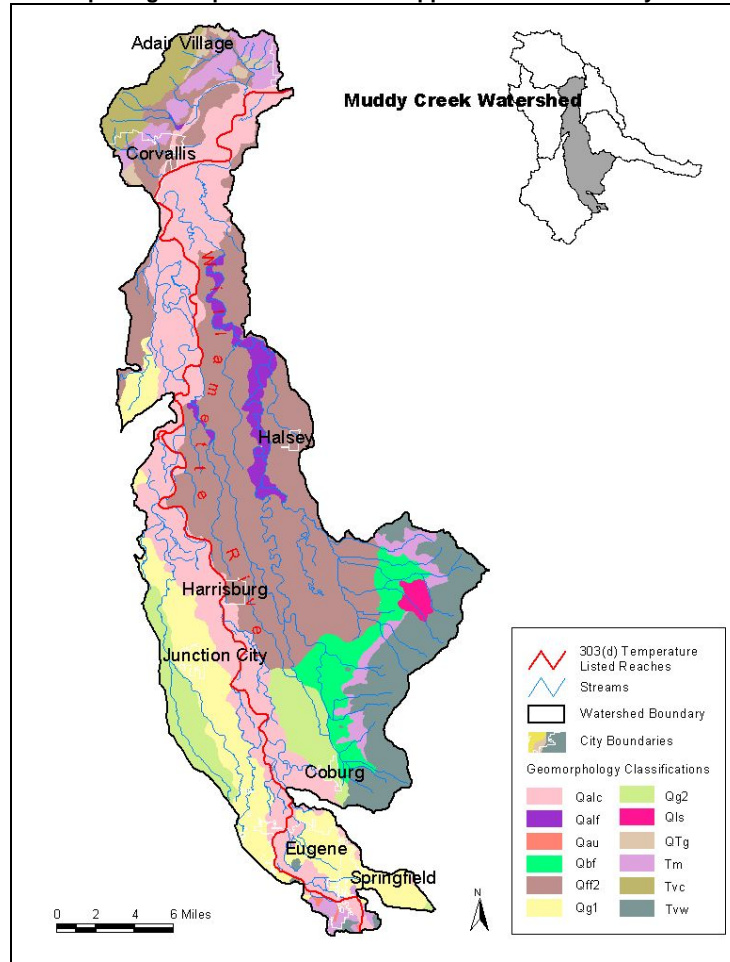 Adair Village
Muddy Creek Watershed
Corvallis
Willamette River
Halsey
Harrisburg
Junction City
Coburg
Eugene
Springfield
N
0 2 4 6 Miles
303(d) Temperature
Listed Reaches
Streams
Watershed Boundary
City Boundaries
Geomorphology Classifications
Qalc
Qalf
Qau
Qbf
Qff2
Qg1
Qg2
Qls
QTg
Tm
Tvc
Tvw